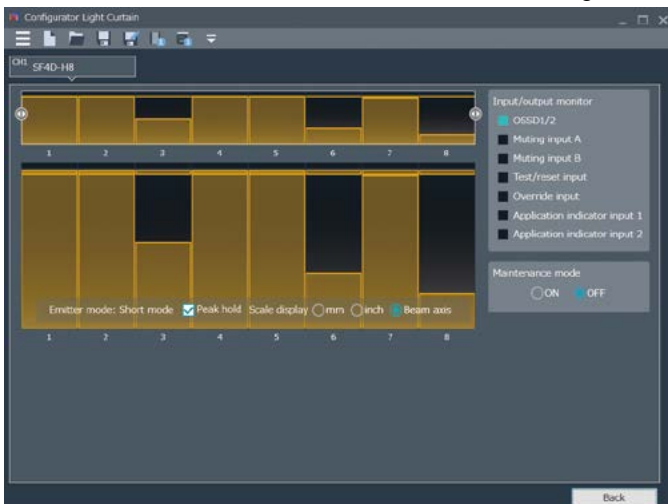 Configurator Light Curtain
CH1 SF4D-H8
1 2 3 4 5 6 7 8
Input/output monitor
OSSD1/2
Muting input A
Muting input B
Test/reset input
Override input
Application indicator input 1
Application indicator input 2
Maintenance mode
ON OFF
Emitter mode: Short mode Peak hold Scale display mm inch Beam axis
1 2 3 4 5 6 7 8
Back